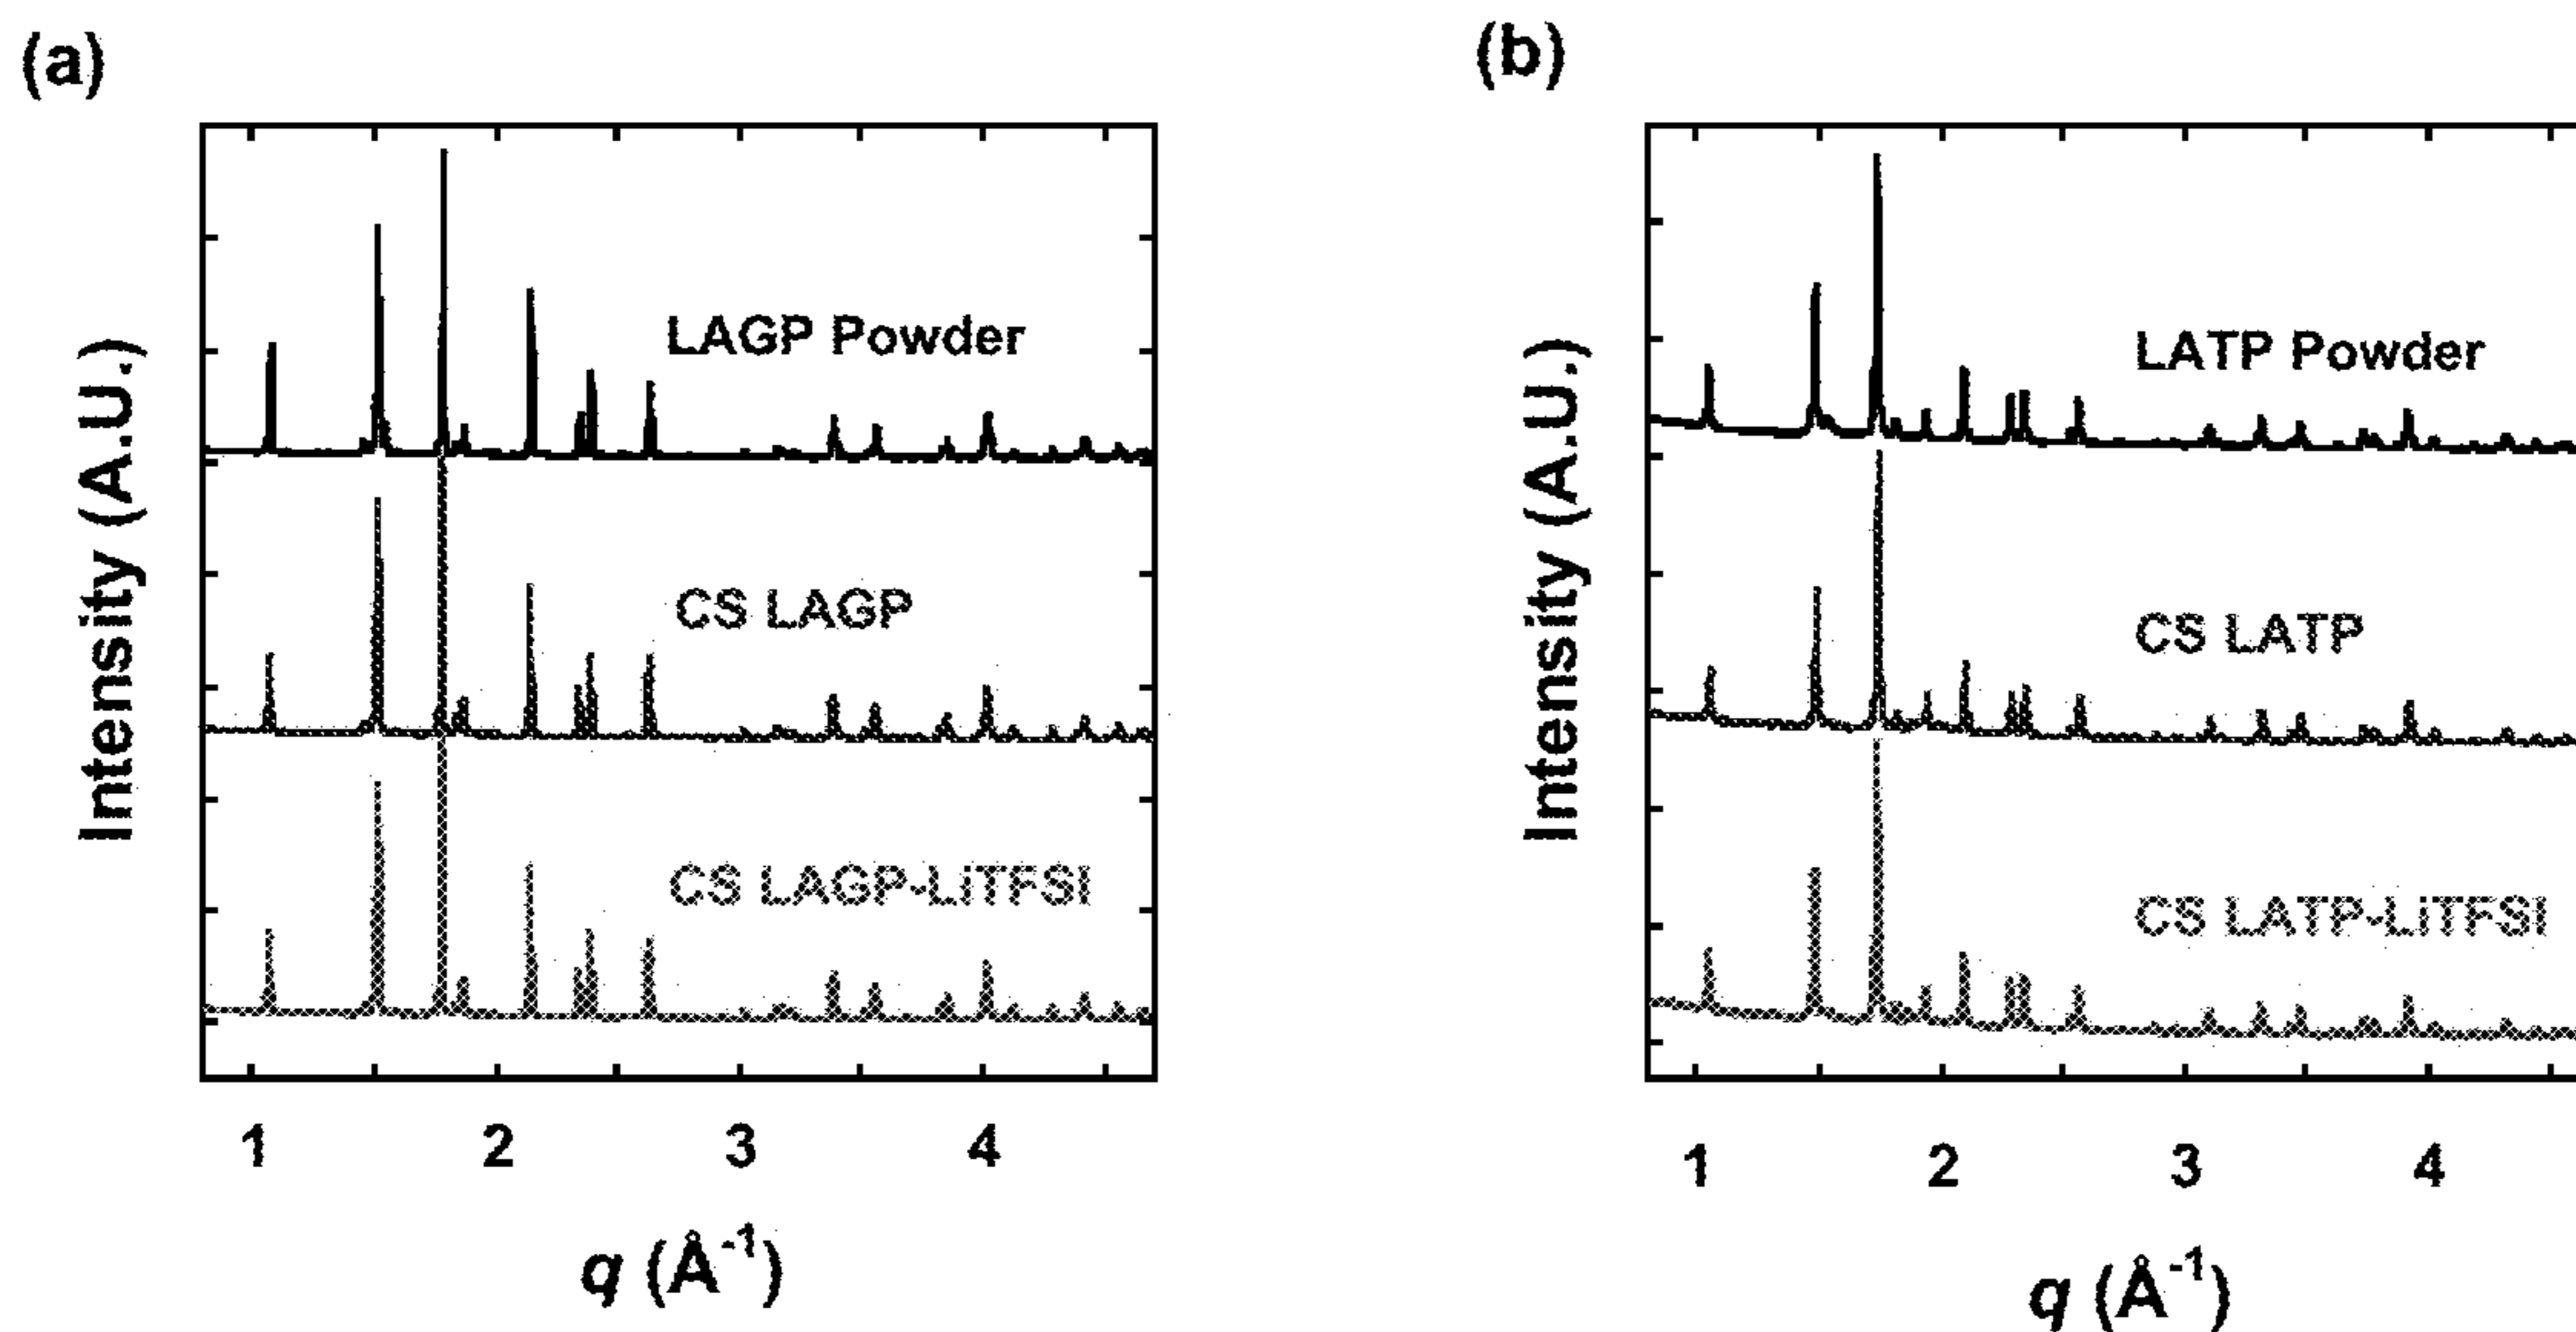 (a)
Intensity (A.U.)
LAGP Powder
CS LAGP
CS LAGP-LiTFSI
1 2 3 4
q (Å-1)
(b)
Intensity (A.U.)
LATP Powder
CS LATP
CS LATP-LiTFSI
1 2 3 4
q (Å-1)